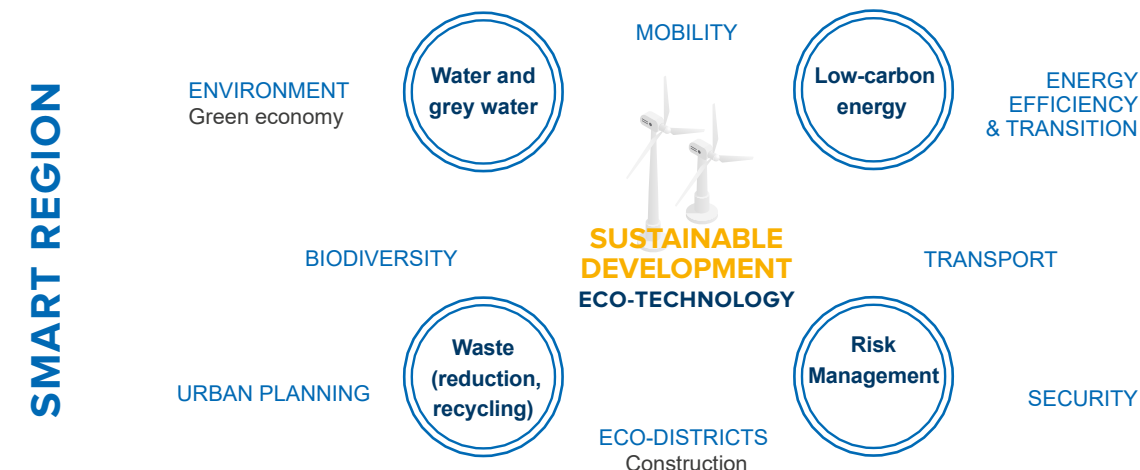 SMART REGION
MOBILITY
Water and
grey water
Low-carbon
energy
ENVIRONMENT
Green economy
ENERGY
EFFICIENCY
& TRANSITION
SUSTAINABLE
DEVELOPMENT
ECO-TECHNOLOGY
BIODIVERSITY
TRANSPORT
Waste
(reduction,
recycling)
Risk
Management
URBAN PLANNING
SECURITY
ECO-DISTRICTS
Construction